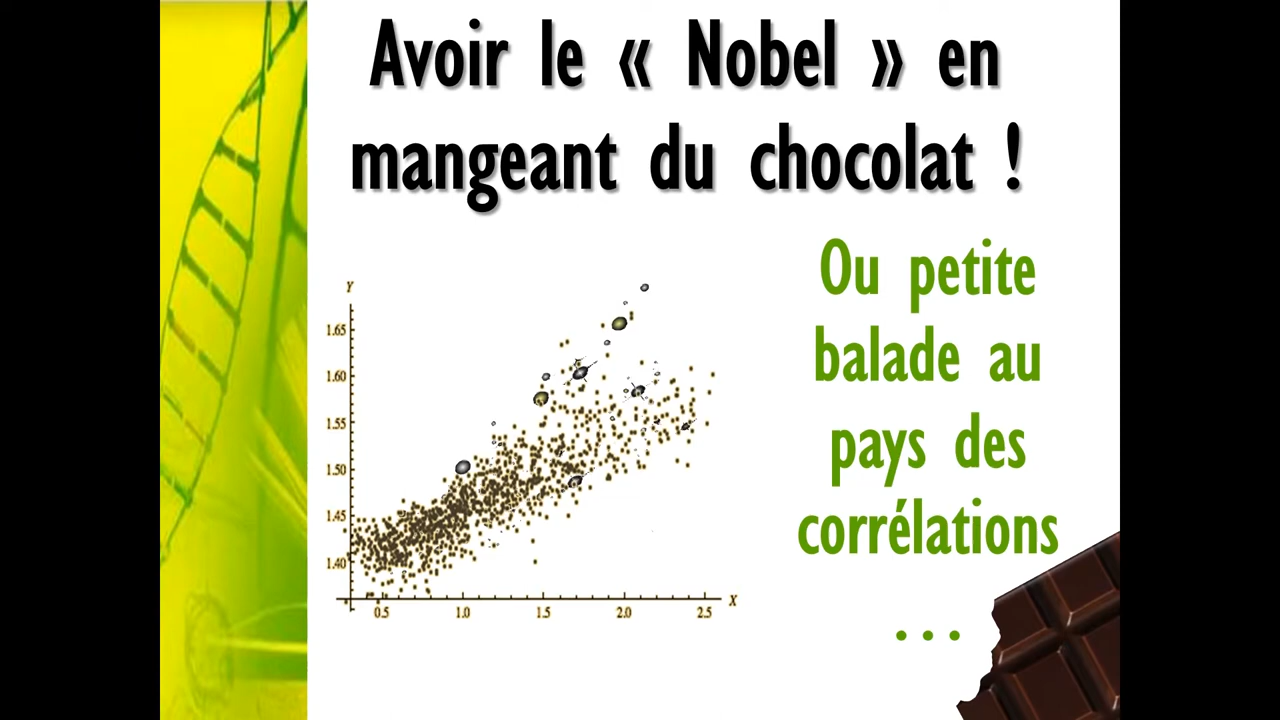 Avoir le « Nobel » en
mangeant du chocolat !
Ou petite
balade au
pays des
corrélations
...
Y
1.65
1.60
1.55
1.50
1.45
1.40
0.5 1.0 1.5 2.0 2.5 X